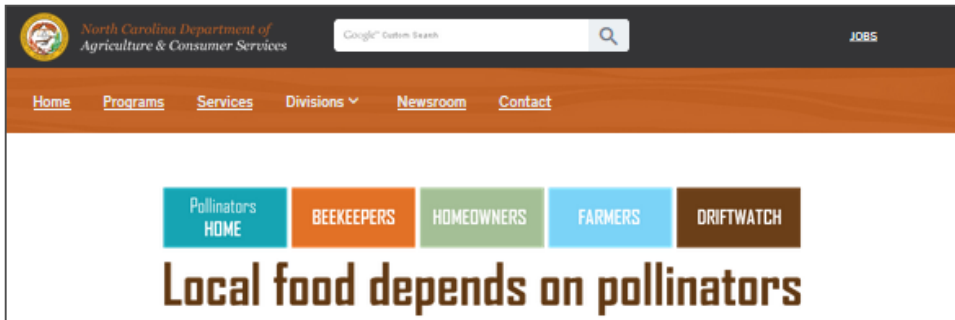 North Carolina Department of
Agriculture & Consumer Services
Google™ Custom Search
JOBS
Home Programs Services Divisions Newsroom Contact
Pollinators
HOME
BEEKEEPERS
HOMEOWNERS
FARMERS
DRIFTWATCH
Local food depends on pollinators